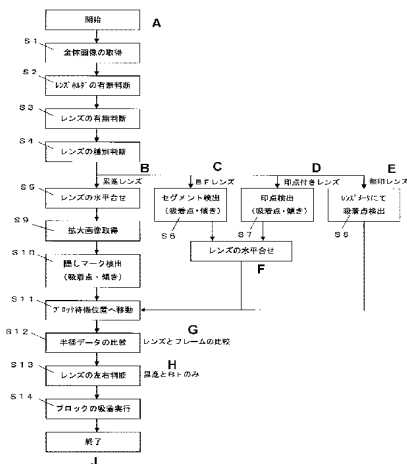 開始
A
S1
全体画像の取得
S2
ﾚﾝｽﾞﾎﾙﾀﾞの有無判断
S3
レンズの有無判断
S4
レンズの種別判断
B
C
D
E
累進レンズ
BFレンズ
印点付きレンズ
無印レンズ
S5
レンズの水平合せ
セグメント検出
(吸着点・傾き)
S6
印点検出
(吸着点・傾き)
S7
ﾚﾝｽﾞﾒｰﾀにて
吸着点検出
S8
S9
拡大画像取得
レンズの水平合せ
F
S10
隠しマーク検出
(吸着点・傾き)
S11
ﾌﾞﾛｯｸ待機位置へ移動
G
S12
半径データの比較
レンズとフレームの比較
H
S13
レンズの左右判断
累進とBFのみ
S14
ブロックの吸着実行
終了
J